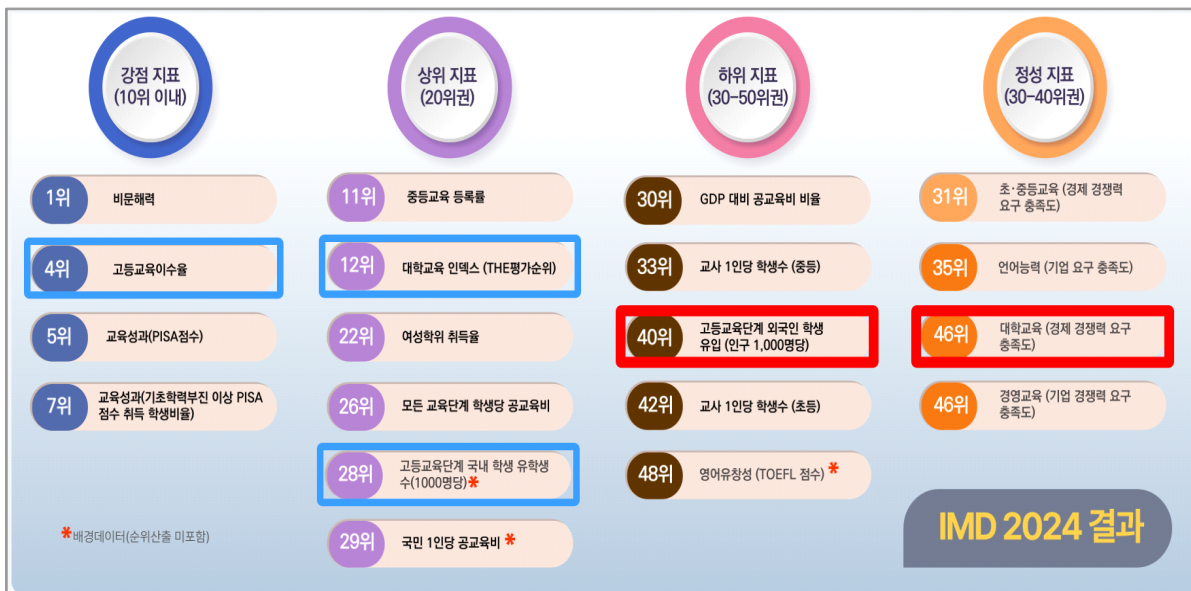 강점 지표
(10위 이내)
1위
비문해력
4위
고등교육이수율
5위
교육성과(PISA점수)
7위
교육성과(기초학력부진 이상 PISA
점수 취득 학생비율)
*배경데이터(순위산출 미포함)
상위 지표
(20위권)
11위
중등교육 등록률
12위
대학교육 인덱스 (THE평가순위)
22위
여성학위 취득율
26위
모든 교육단계 학생당 공교육비
28위
고등교육단계 국내 학생 유학생
수(1000명당)*
29위
국민 1인당 공교육비 *
하위 지표
(30-50위권)
30위
GDP 대비 공교육비 비율
33위
교사 1인당 학생수 (중등)
40위
고등교육단계 외국인 학생
유입 (인구 1,000명당)
42위
교사 1인당 학생수 (초등)
48위
영어유창성 (TOEFL 점수) *
정성 지표
(30-40위권)
31위
초·중등교육 (경제 경쟁력
요구 충족도)
35위
언어능력 (기업 요구 충족도)
46위
대학교육 (경제 경쟁력 요구
충족도)
46위
경영교육 (기업 경쟁력 요구
충족도)
IMD 2024 결과